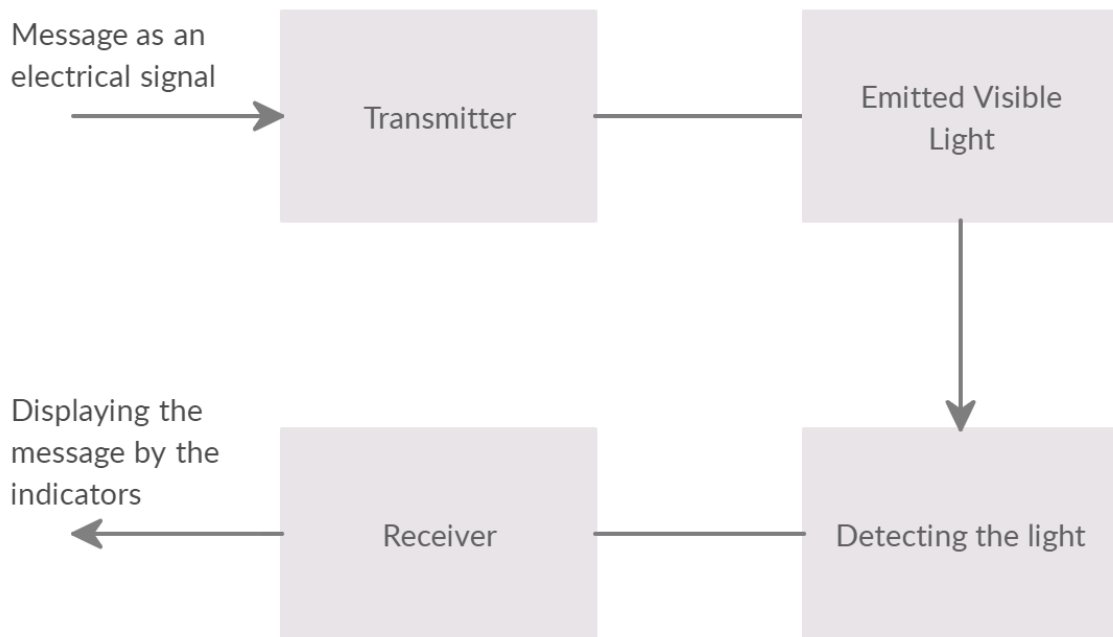 Message as an
electrical signal
Transmitter
Emitted Visible
Light
Displaying the
message by the
indicators
Receiver
Detecting the light